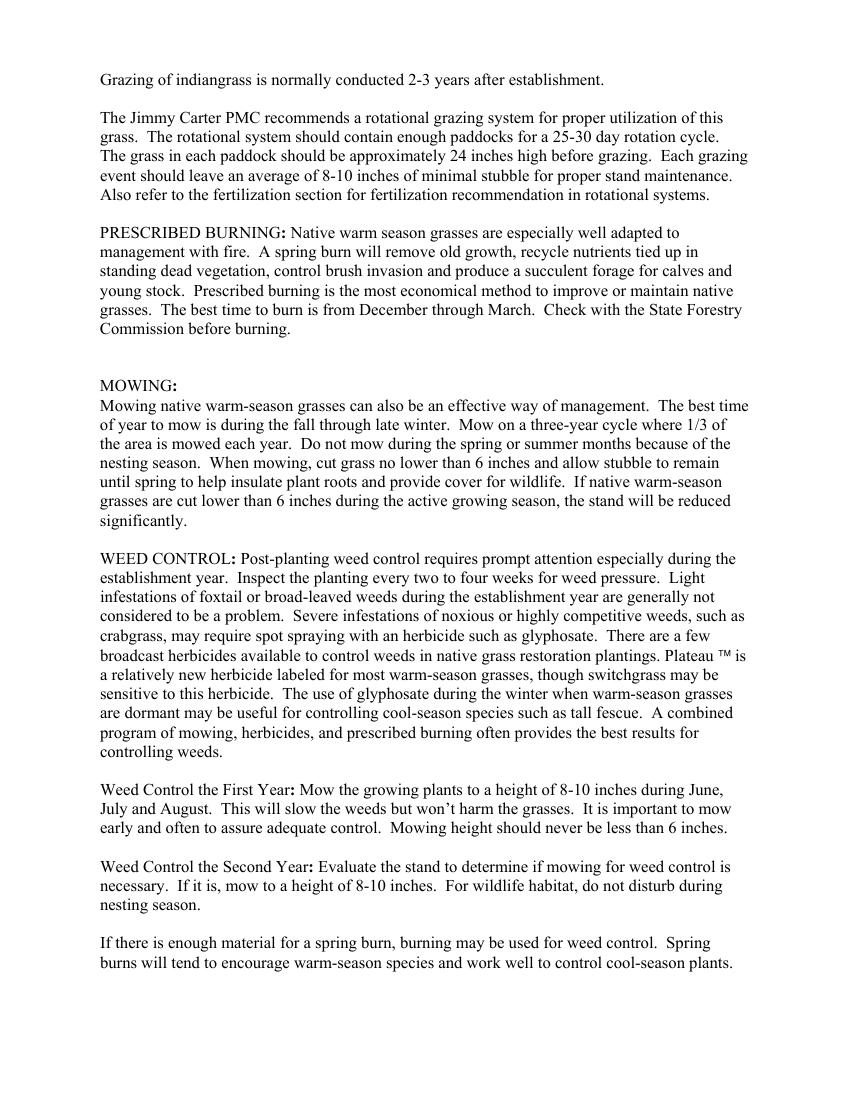 Grazing of indiangrass is normally conducted 2-3 years after establishment.
The Jimmy Carter PMC recommends a rotational grazing system for proper utilization of this
grass.  The rotational system should contain enough paddocks for a 25-30 day rotation cycle.
The grass in each paddock should be approximately 24 inches high before grazing.  Each grazing
event should leave an average of 8-10 inches of minimal stubble for proper stand maintenance.
Also refer to the fertilization section for fertilization recommendation in rotational systems.
PRESCRIBED BURNING: Native warm season grasses are especially well adapted to
management with fire.  A spring burn will remove old growth, recycle nutrients tied up in
standing dead vegetation, control brush invasion and produce a succulent forage for calves and
young stock.  Prescribed burning is the most economical method to improve or maintain native
grasses.  The best time to burn is from December through March.  Check with the State Forestry
Commission before burning.
MOWING:
Mowing native warm-season grasses can also be an effective way of management.  The best time
of year to mow is during the fall through late winter.  Mow on a three-year cycle where 1/3 of
the area is mowed each year.  Do not mow during the spring or summer months because of the
nesting season.  When mowing, cut grass no lower than 6 inches and allow stubble to remain
until spring to help insulate plant roots and provide cover for wildlife.  If native warm-season
grasses are cut lower than 6 inches during the active growing season, the stand will be reduced
significantly.
WEED CONTROL: Post-planting weed control requires prompt attention especially during the
establishment year.  Inspect the planting every two to four weeks for weed pressure.  Light
infestations of foxtail or broad-leaved weeds during the establishment year are generally not
considered to be a problem.  Severe infestations of noxious or highly competitive weeds, such as
crabgrass, may require spot spraying with an herbicide such as glyphosate.  There are a few
broadcast herbicides available to control weeds in native grass restoration plantings. Plateau ™ is
a relatively new herbicide labeled for most warm-season grasses, though switchgrass may be
sensitive to this herbicide.  The use of glyphosate during the winter when warm-season grasses
are dormant may be useful for controlling cool-season species such as tall fescue.  A combined
program of mowing, herbicides, and prescribed burning often provides the best results for
controlling weeds.
Weed Control the First Year: Mow the growing plants to a height of 8-10 inches during June,
July and August.  This will slow the weeds but won’t harm the grasses.  It is important to mow
early and often to assure adequate control.  Mowing height should never be less than 6 inches.
Weed Control the Second Year: Evaluate the stand to determine if mowing for weed control is
necessary.  If it is, mow to a height of 8-10 inches.  For wildlife habitat, do not disturb during
nesting season.
If there is enough material for a spring burn, burning may be used for weed control.  Spring
burns will tend to encourage warm-season species and work well to control cool-season plants.